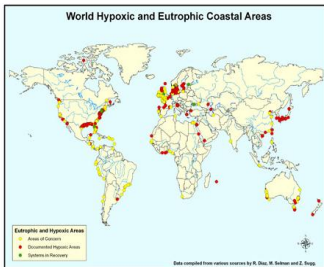 World Hypoxic and Eutrophic Coastal Areas
Eutrophic and Hypoxic Areas
Areas of Concern
Documented Hypoxic Areas
Systems in Recovery
Data compiled from various sources by R. Diaz, M. Selman and Z. Sugg.